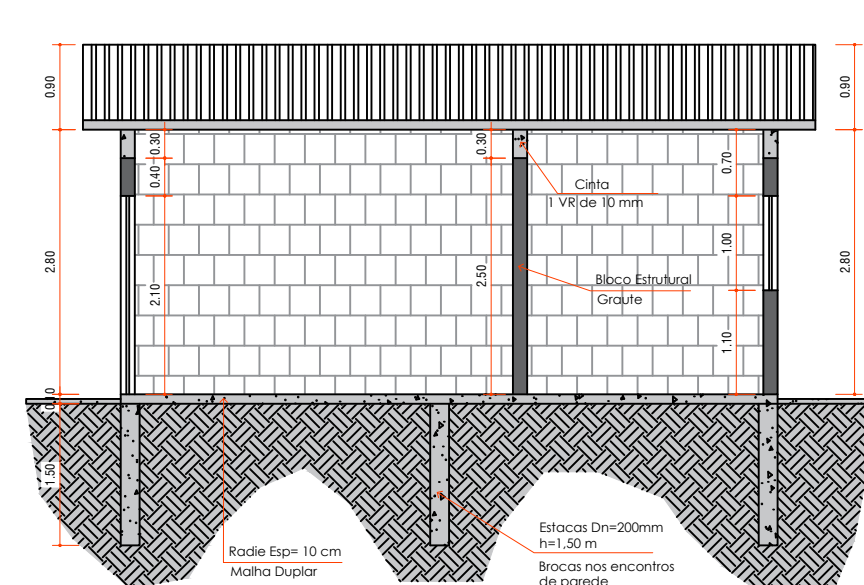 0.90
0.90
0.30
0.40
0.30
0.70
Cinta
1 VR de 10 mm
2.80
1.00
2.80
2.10
2.50
Bloco Estrutural
Graute
1.10
0.10
1.50
Radie Esp= 10 cm
Malha Duplar
Estacas Dn=200mm
h=1,50 m
Brocas nos encontros
de parede